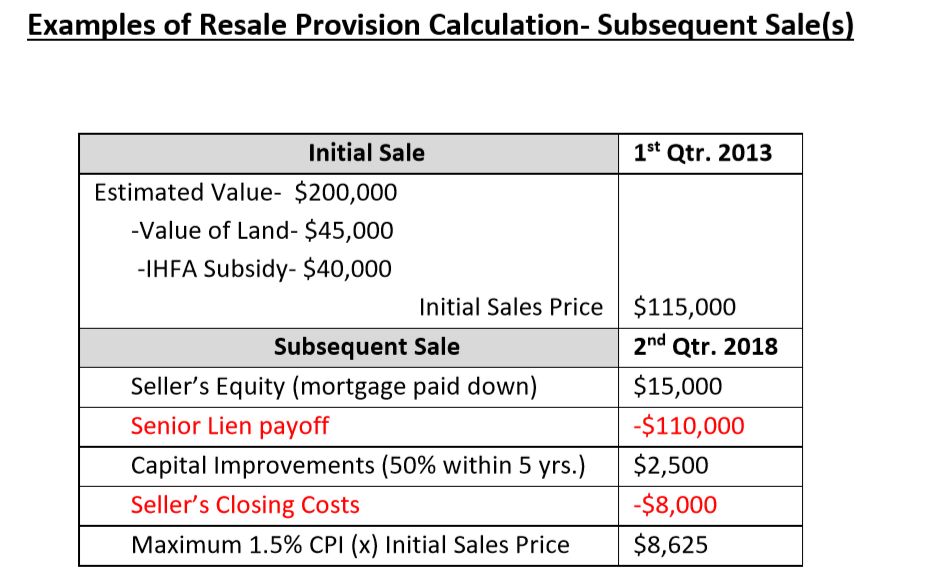 Examples of Resale Provision Calculation- Subsequent Sale(s)
Initial Sale 1st Qtr. 2013
Estimated Value- $200,000
-Value of Land- $45,000
-IHFA Subsidy- $40,000
Initial Sales Price $115,000
Subsequent Sale 2nd Qtr. 2018
Seller’s Equity (mortgage paid down) $15,000
Senior Lien payoff -$110,000
Capital Improvements (50% within 5 yrs.) $2,500
Seller’s Closing Costs -$8,000
Maximum 1.5% CPI (x) Initial Sales Price $8,625